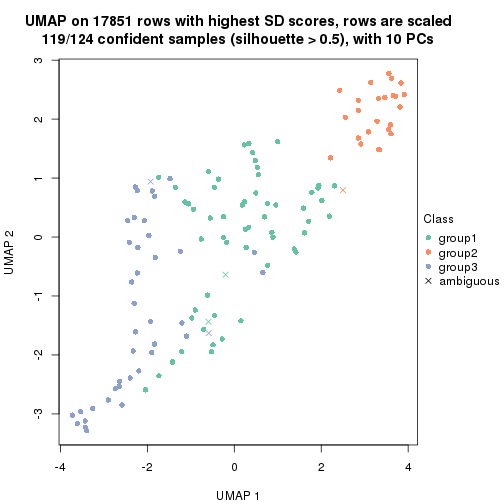 UMAP on 17851 rows with highest SD scores, rows are scaled
119/124 confident samples (silhouette > 0.5), with 10 PCs
3
2
1
0
-1
-2
-3
UMAP 2
-4
-2
0
2
4
UMAP 1
Class
group1
group2
group3
ambiguous